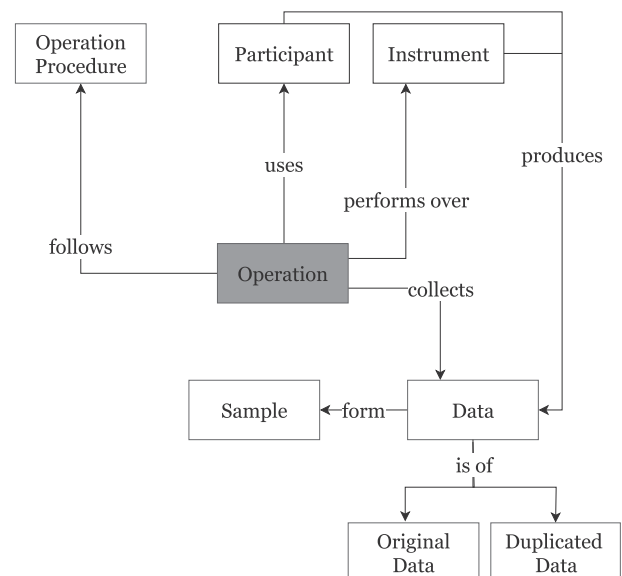 Operation
Procedure
Participant
Instrument
produces
uses
performs over
follows
Operation
collects
Sample
form
Data
is of
Original
Data
Duplicated
Data